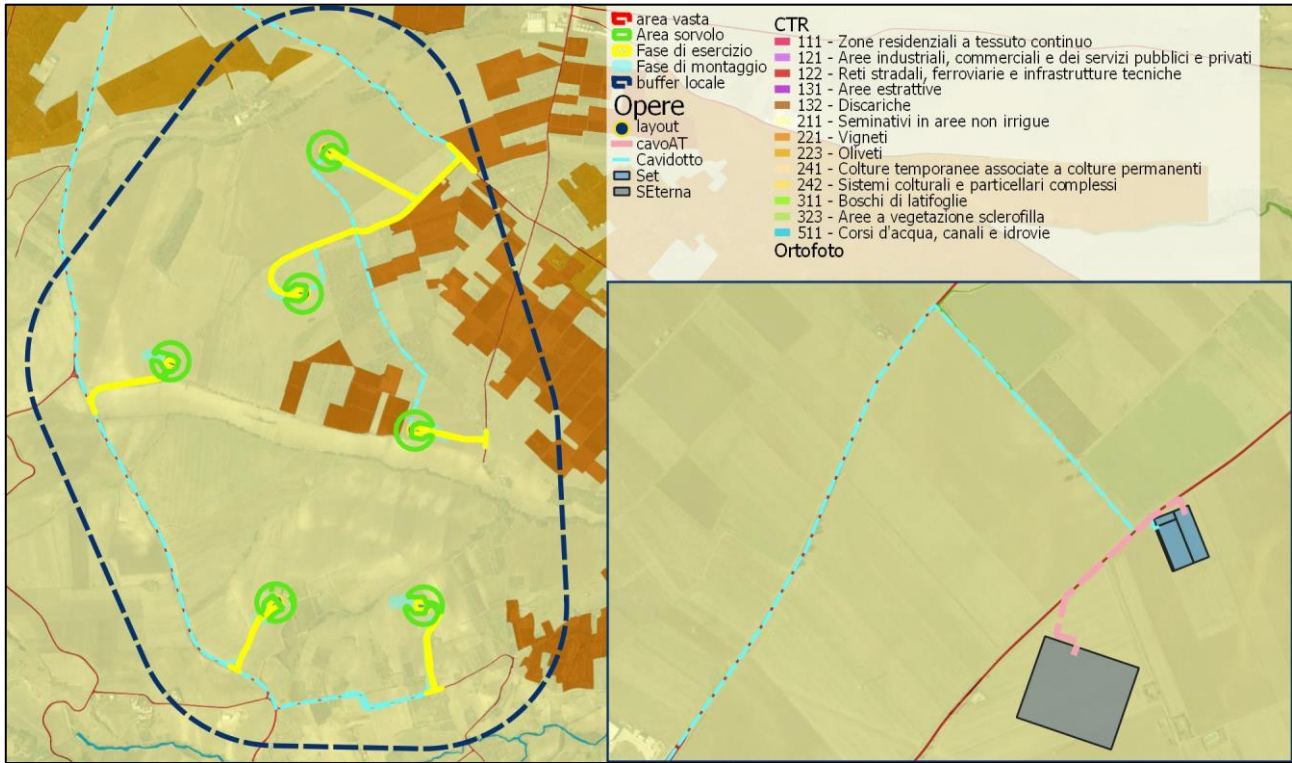 area vasta
Area sorvolo
Fase di esercizio
Fase di montaggio
buffer locale
Opere
layout
cavoAT
Cavidotto
Set
SEterna
CTR
111 - Zone residenziali a tessuto continuo
121 - Aree industriali, commerciali e dei servizi pubblici e privati
122 - Reti stradali, ferroviarie e infrastrutture tecniche
131 - Aree estrattive
132 - Discariche
211 - Seminativi in aree non irrigue
221 - Vigneti
223 - Oliveti
241 - Colture temporanee associate a colture permanenti
242 - Sistemi colturali e particellari complessi
311 - Boschi di latifoglie
323 - Aree a vegetazione sclerofilla
511 - Corsi d'acqua, canali e idrovie
Ortofoto